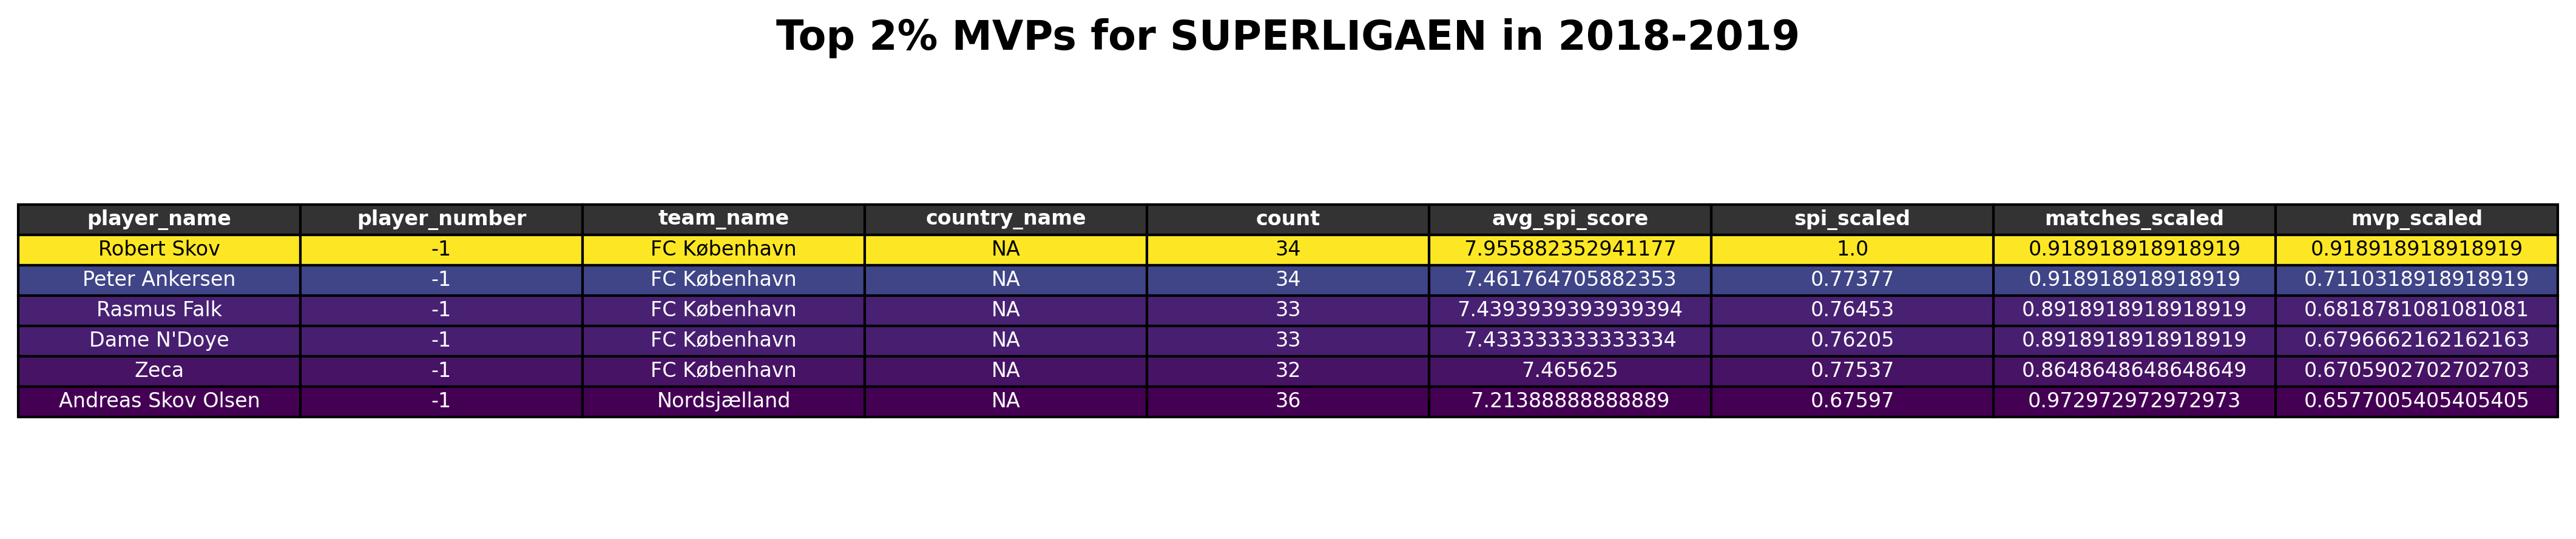 Top 2% MVPs for SUPERLIGAEN in 2018-2019
player_name player_number team_name country_name count avg_spi_score spi_scaled matches_scaled mvp_scaled
Robert Skov -1 FC København NA 34 7.955882352941177 1.0 0.918918918918919 0.918918918918919
Peter Ankersen -1 FC København NA 34 7.461764705882353 0.77377 0.918918918918919 0.7110318918918919
Rasmus Falk -1 FC København NA 33 7.4393939393939394 0.76453 0.8918918918918919 0.6818781081081081
Dame N'Doye -1 FC København NA 33 7.433333333333334 0.76205 0.8918918918918919 0.6796662162162163
Zeca -1 FC København NA 32 7.465625 0.77537 0.8648648648648649 0.6705902702702703
Andreas Skov Olsen -1 Nordsjælland NA 36 7.21388888888889 0.67597 0.972972972972973 0.6577005405405405